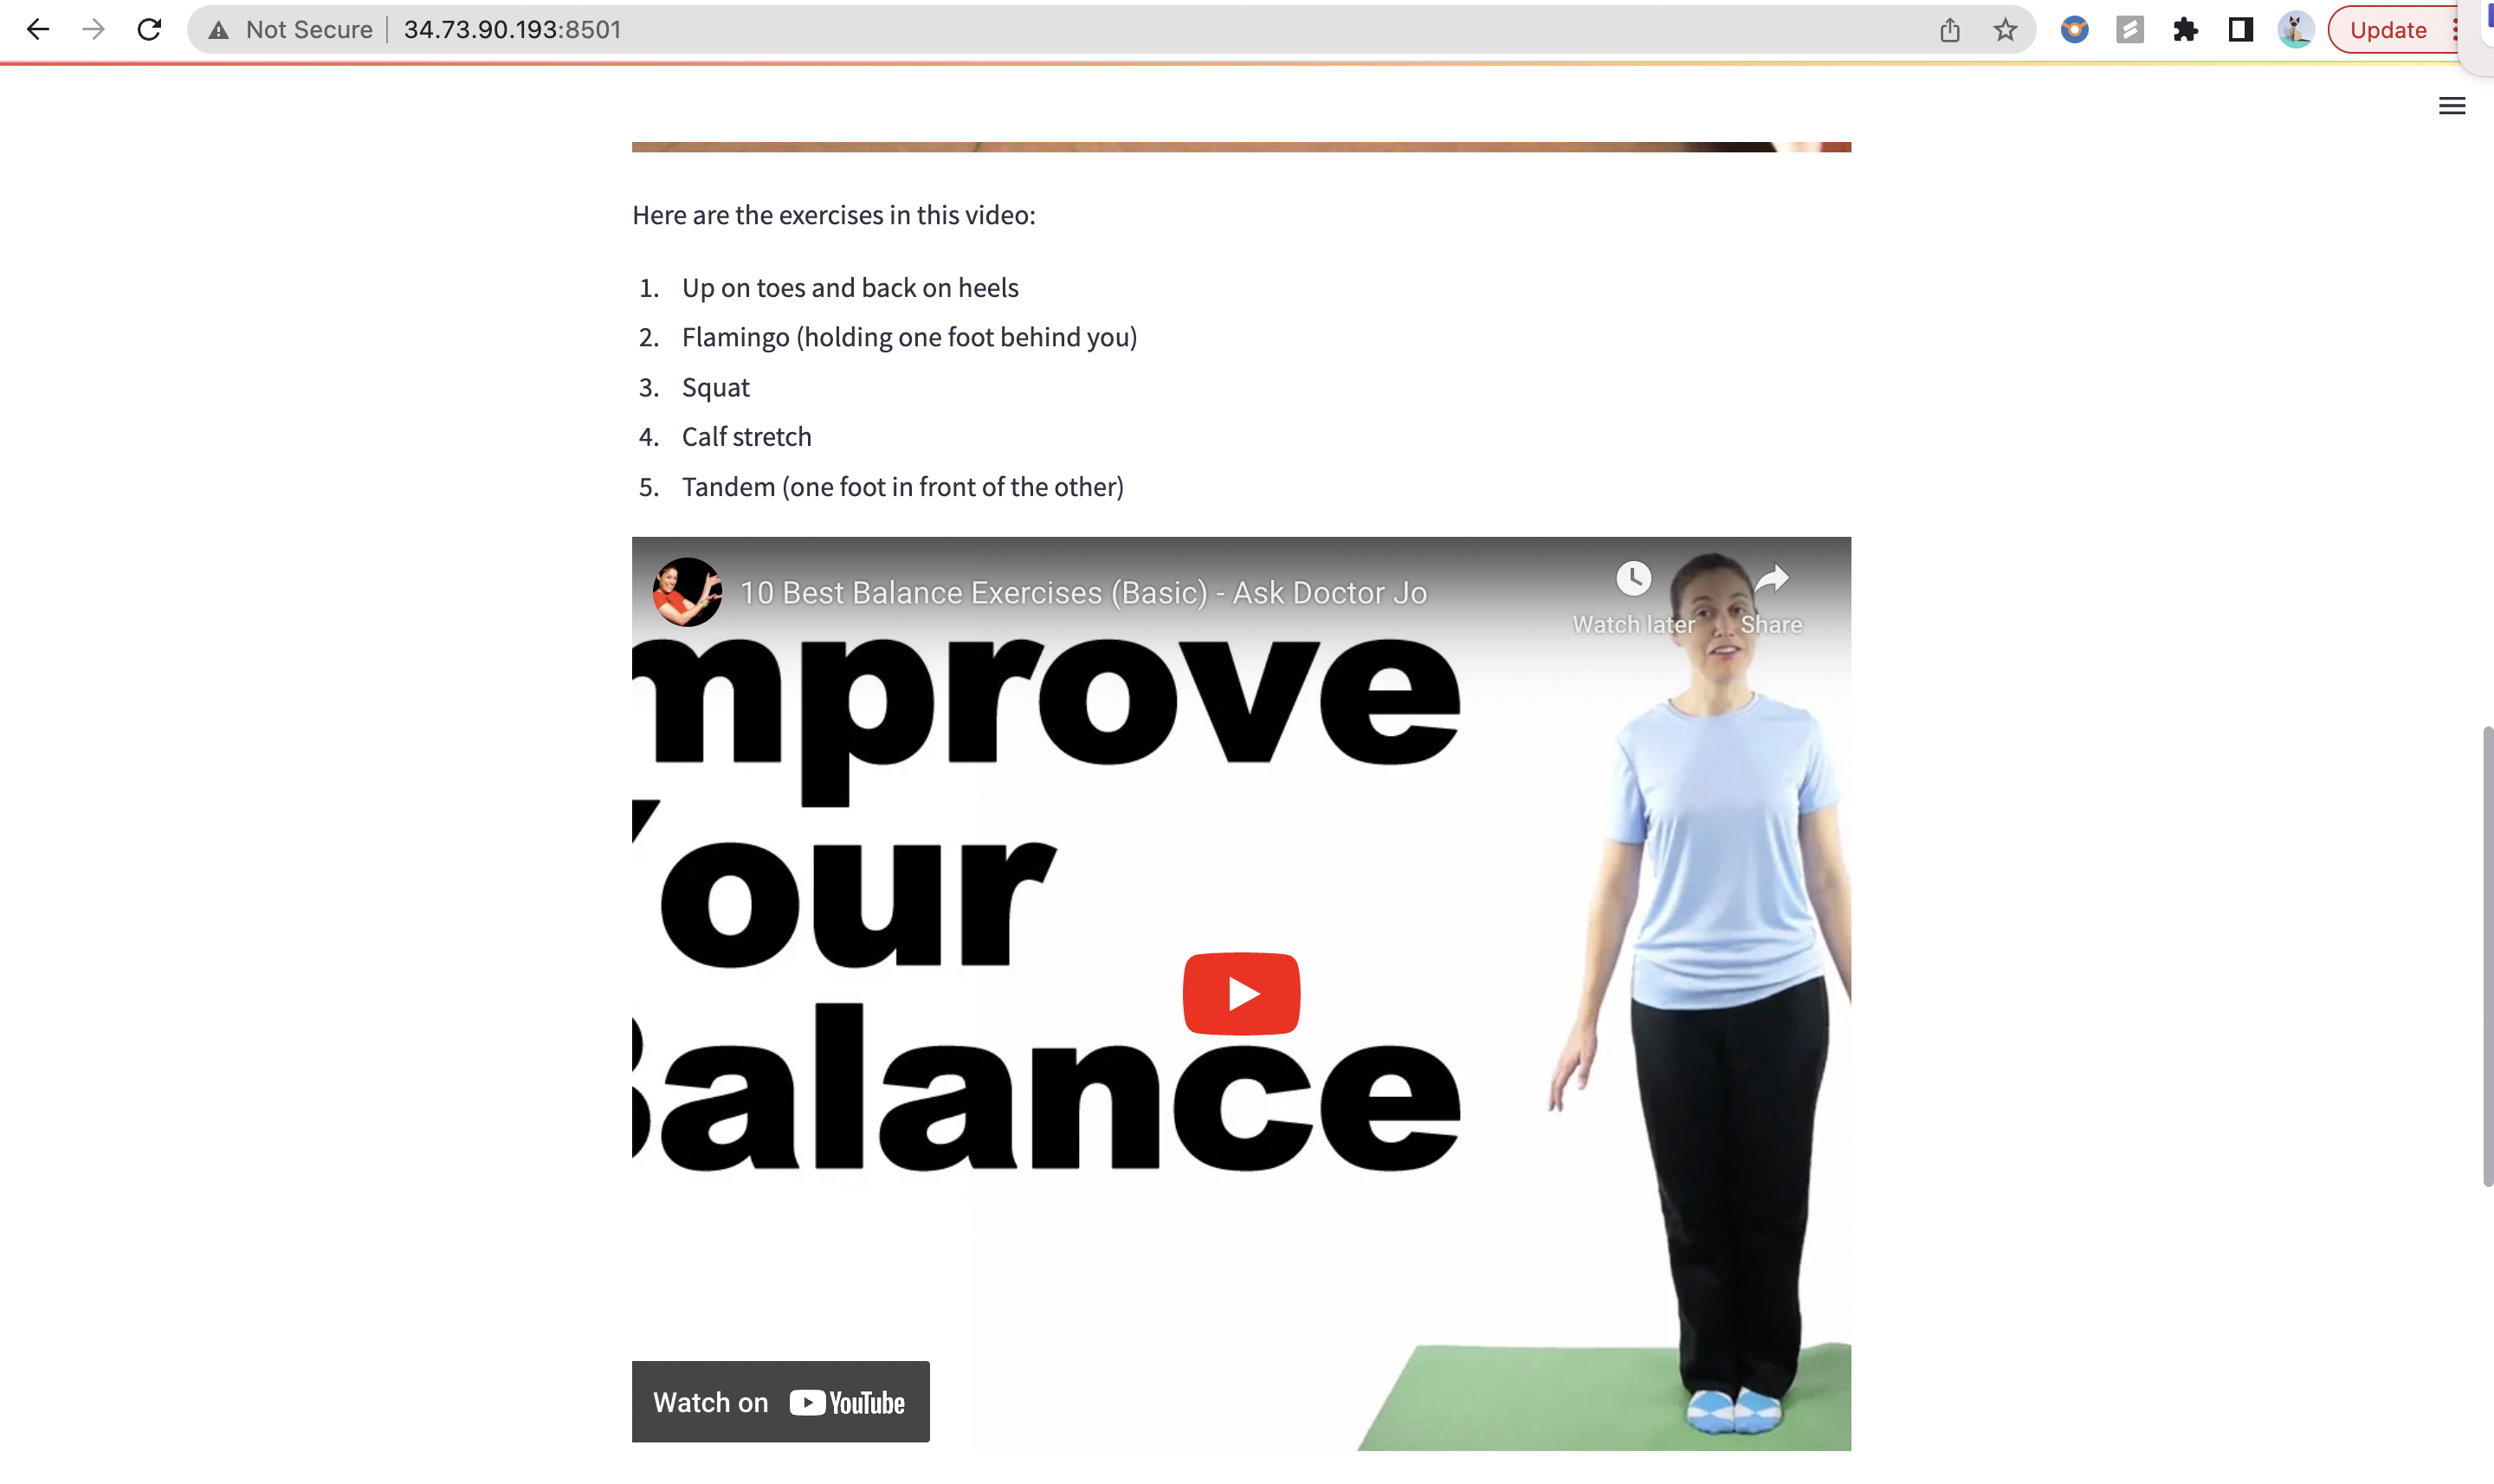 Not Secure
34.73.90.193:8501
Update
Here are the exercises in this video:
1. Up on toes and back on heels
2. Flamingo (holding one foot behind you)
3. Squat
4. Calf stretch
5. Tandem (one foot in front of the other)
10 Best Balance Exercises (Basic) - Ask Doctor Jo
Watch later
Share
mprove
Your
Balance
Watch on YouTube